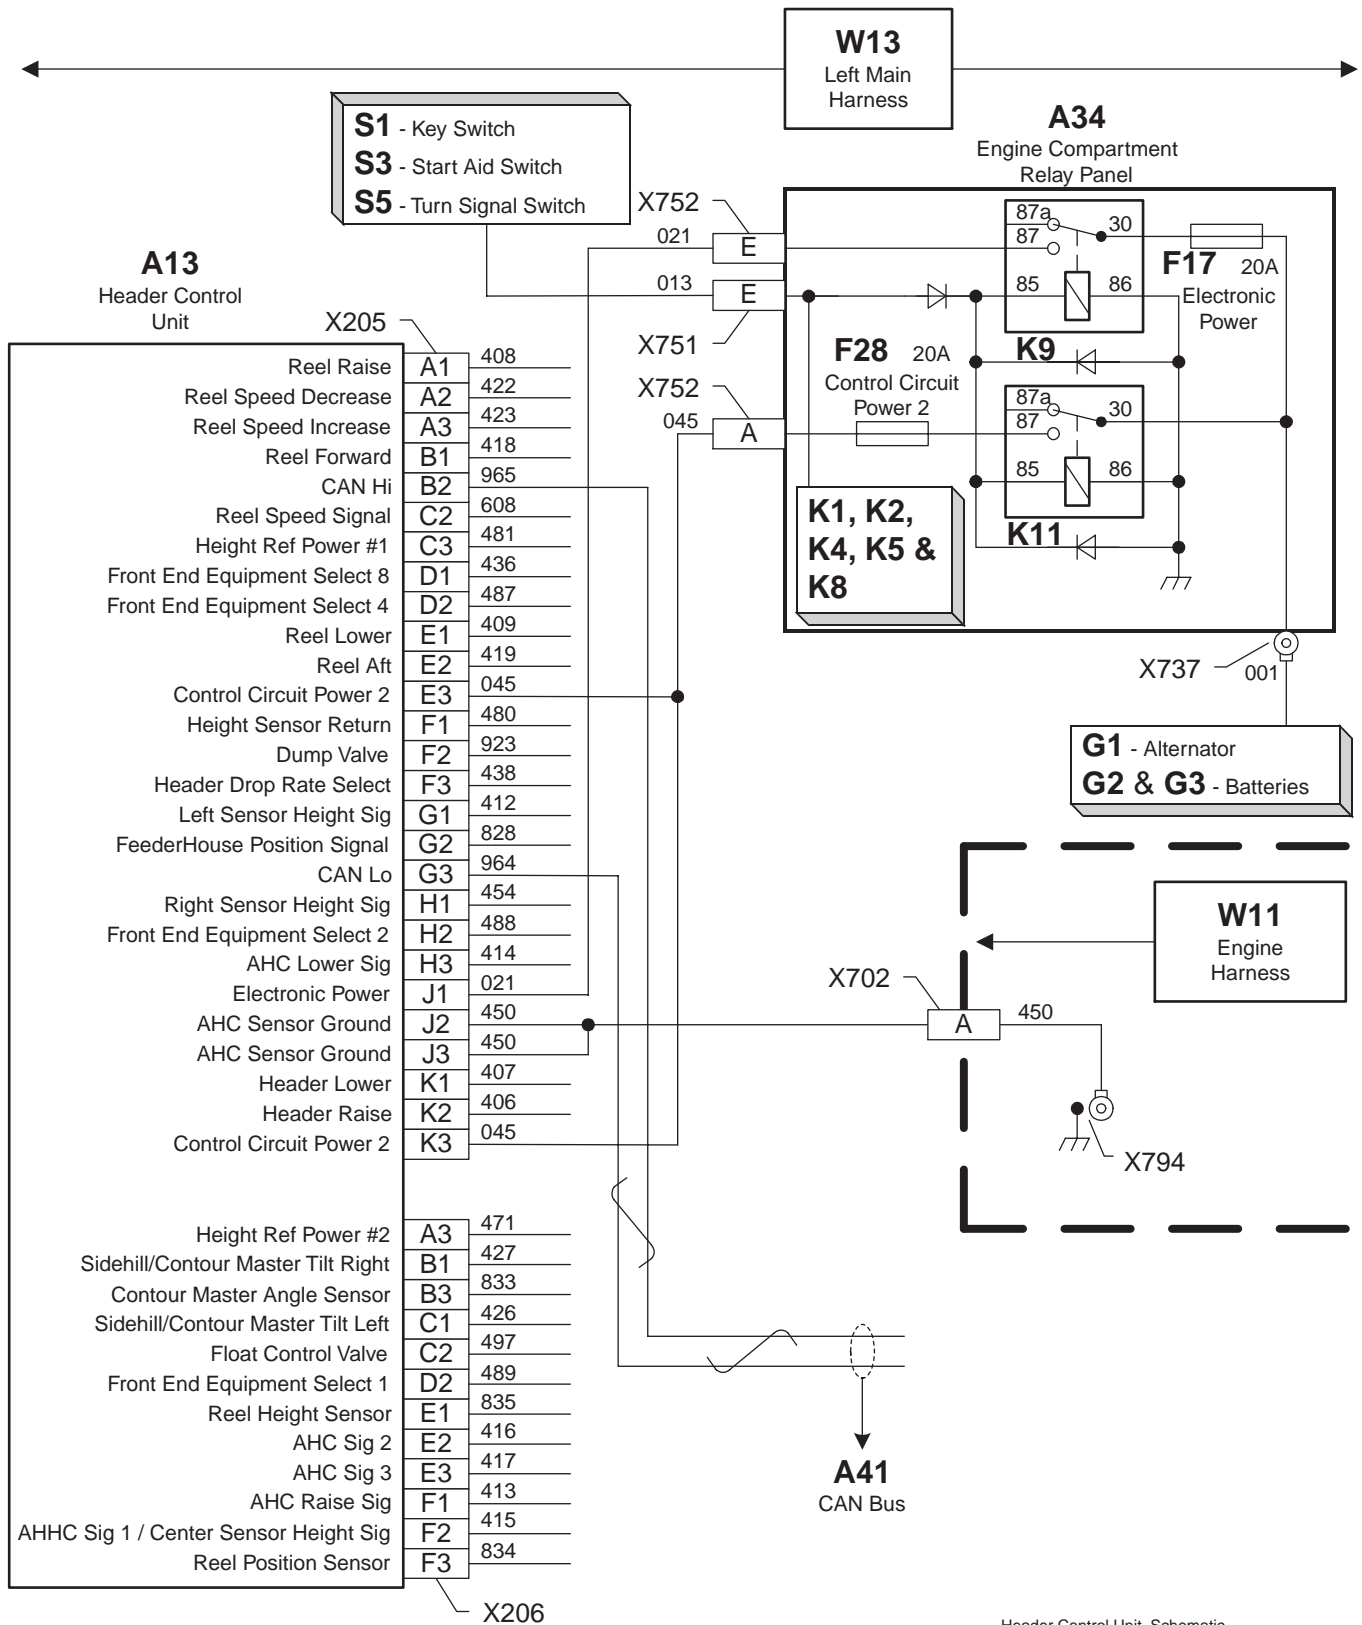 W13
Left Main
Harness
S1 - Key Switch
S3 - Start Aid Switch
S5 - Turn Signal Switch
A34
Engine Compartment
Relay Panel
X752
021
E
013
E
X751
X752
045
A
87a
87
30
85
86
F17 20A
Electronic
Power
K9
F28 20A
Control Circuit
Power 2
87a
87
30
85
86
K11
K1, K2,
K4, K5 &
K8
X737
001
G1 - Alternator
G2 & G3 - Batteries
A13
Header Control
Unit
X205
Reel Raise A1 408
Reel Speed Decrease A2 422
Reel Speed Increase A3 423
Reel Forward B1 418
CAN Hi B2 965
Reel Speed Signal C2 608
Height Ref Power #1 C3 481
Front End Equipment Select 8 D1 436
Front End Equipment Select 4 D2 487
Reel Lower E1 409
Reel Aft E2 419
Control Circuit Power 2 E3 045
Height Sensor Return F1 480
Dump Valve F2 923
Header Drop Rate Select F3 438
Left Sensor Height Sig G1 412
FeederHouse Position Signal G2 828
CAN Lo G3 964
Right Sensor Height Sig H1 454
Front End Equipment Select 2 H2 488
AHC Lower Sig H3 414
Electronic Power J1 021
AHC Sensor Ground J2 450
AHC Sensor Ground J3 450
Header Lower K1 407
Header Raise K2 406
Control Circuit Power 2 K3 045
Height Ref Power #2 A3 471
Sidehill/Contour Master Tilt Right B1 427
Contour Master Angle Sensor B3 833
Sidehill/Contour Master Tilt Left C1 426
Float Control Valve C2 497
Front End Equipment Select 1 D2 489
Reel Height Sensor E1 835
AHC Sig 2 E2 416
AHC Sig 3 E3 417
AHC Raise Sig F1 413
AHHC Sig 1 / Center Sensor Height Sig F2 415
Reel Position Sensor F3 834
X206
W11
Engine
Harness
X702
A
450
X794
A41
CAN Bus
Header Control Unit, Schematic